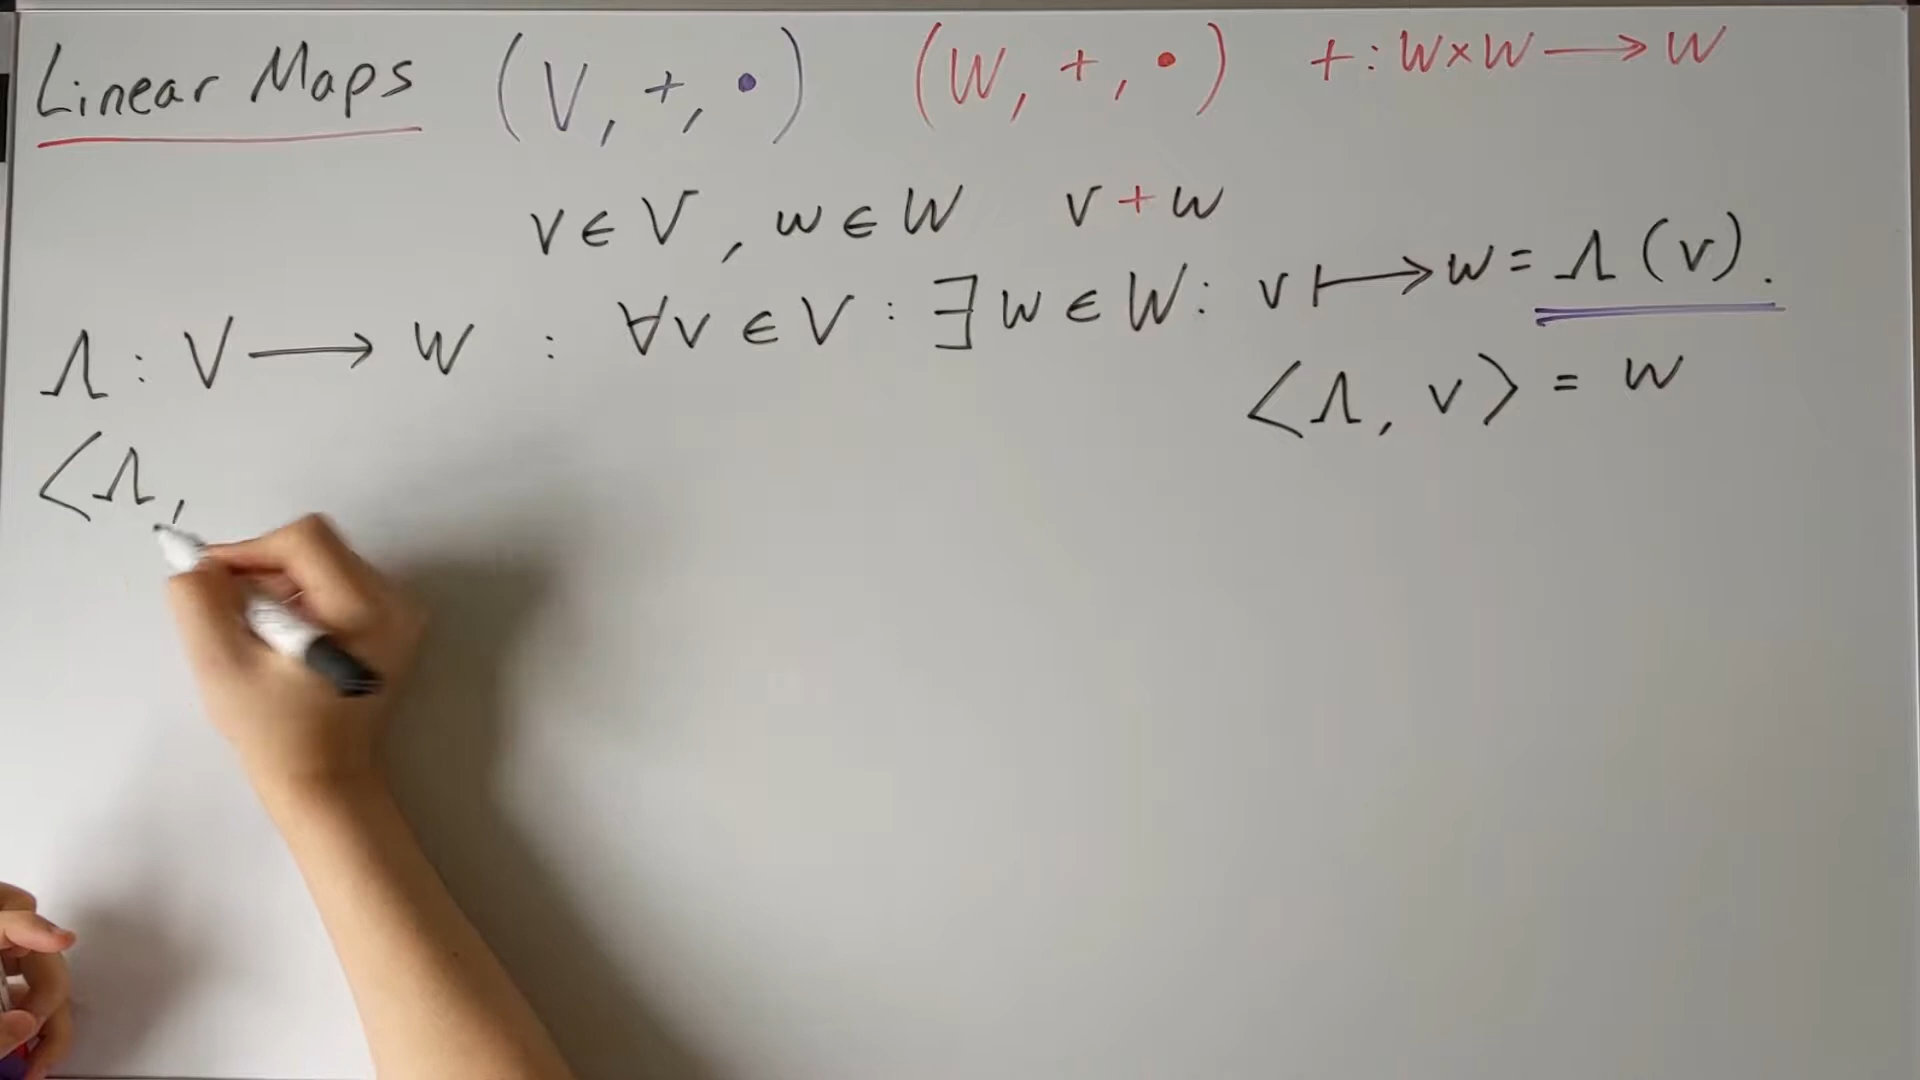 Linear Maps (V, +, •) (W, +, •) + : W × W ⟶ W
v ∈ V , w ∈ W v + w
Λ : V ⟶ W : ∀v ∈ V : ∃ w ∈ W : v ⟼ w = Λ(v).
⟨Λ, v⟩ = w
⟨Λ,